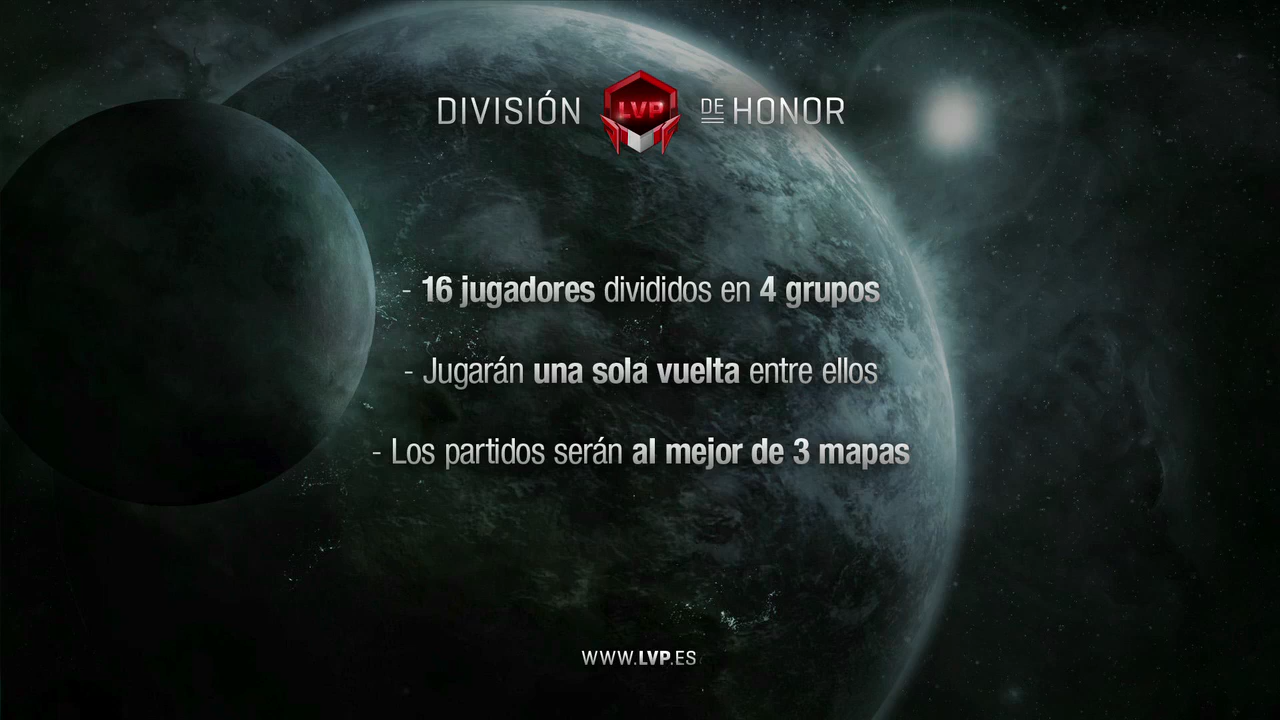 DIVISIÓN LVP DE HONOR
- 16 jugadores divididos en 4 grupos
- Jugarán una sola vuelta entre ellos
- Los partidos serán al mejor de 3 mapas
WWW.LVP.ES